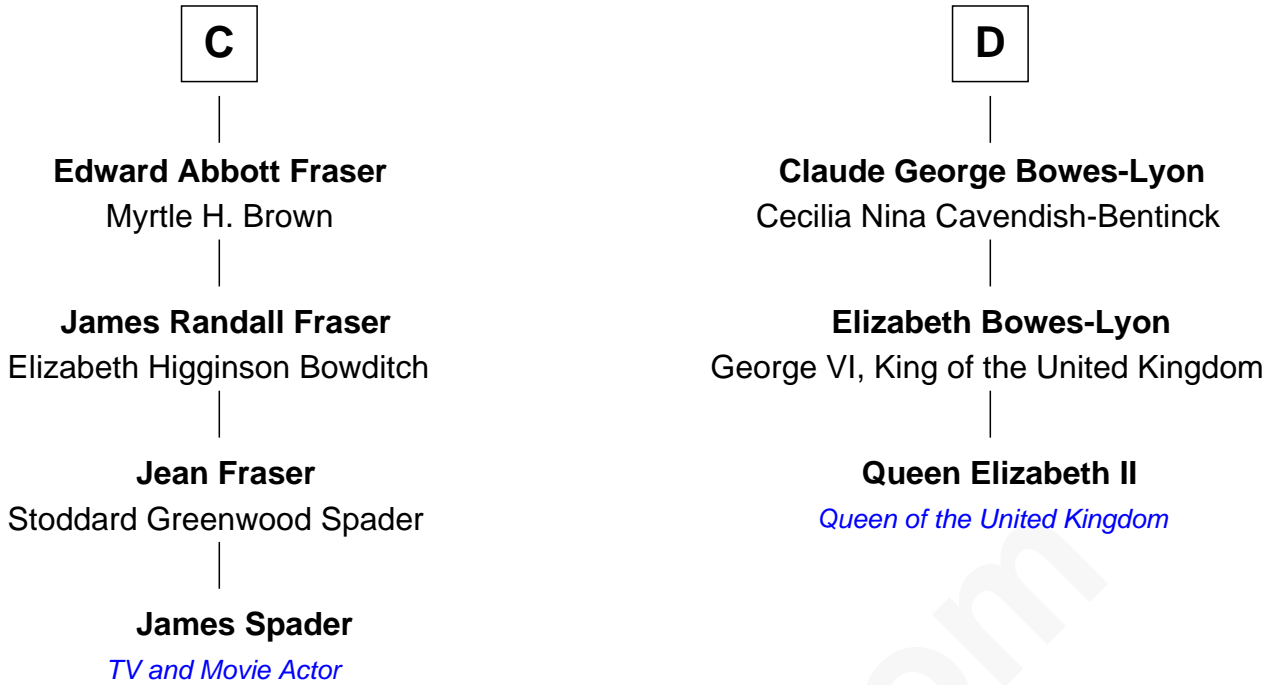 C
Edward Abbott Fraser
Myrtle H. Brown
James Randall Fraser
Elizabeth Higginson Bowditch
Jean Fraser
Stoddard Greenwood Spader
James Spader
TV and Movie Actor
D
Claude George Bowes-Lyon
Cecilia Nina Cavendish-Bentinck
Elizabeth Bowes-Lyon
George VI, King of the United Kingdom
Queen Elizabeth II
Queen of the United Kingdom
om